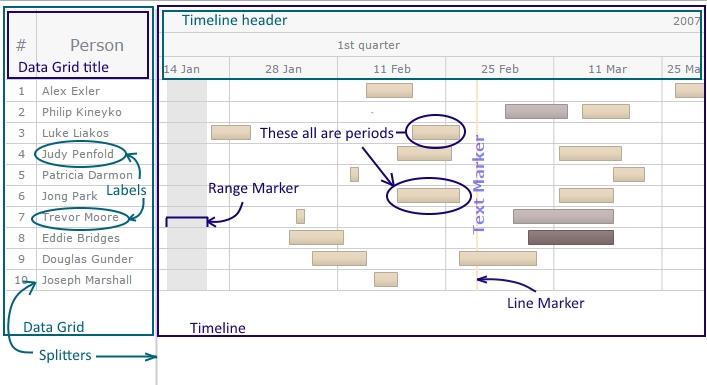 Timeline header
2007
# Person
1st quarter
Data Grid title
14 Jan 28 Jan 11 Feb 25 Feb 11 Mar 25 Ma
1 Alex Exler
2 Philip Kineyko
3 Luke Liakos
These all are periods
4 Judy Penfold
5 Patricia Darmon
Labels
Range Marker
6 Jong Park
Text Marker
7 Trevor Moore
8 Eddie Bridges
9 Douglas Gunder
10 Joseph Marshall
Line Marker
Data Grid
Timeline
Splitters